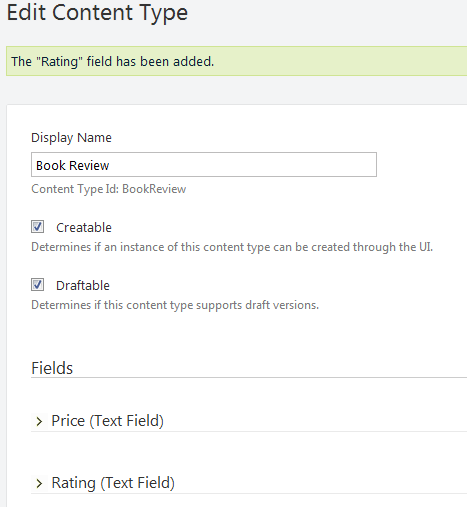 Edit Content Type
The "Rating" field has been added.
Display Name
Book Review
Content Type Id: BookReview
Creatable
Determines if an instance of this content type can be created through the UI.
Draftable
Determines if this content type supports draft versions.
Fields
Price (Text Field)
Rating (Text Field)